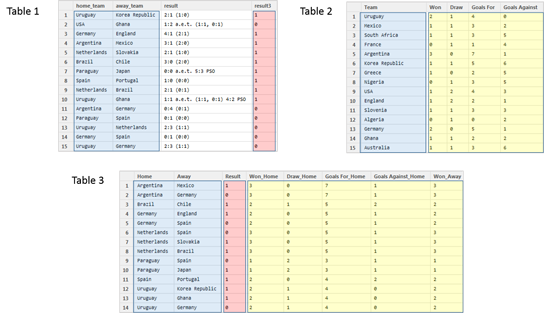 Table 1
home_team away_team result result3
1 Uruguay Korea Republic 2:1 (1:0) 1
2 USA Ghana 1:2 a.e.t. (1:1, 0:1) 0
3 Germany England 4:1 (2:1) 1
4 Argentina Mexico 3:1 (2:0) 1
5 Netherlands Slovakia 2:1 (1:0) 1
6 Brazil Chile 3:0 (2:0) 1
7 Paraguay Japan 0:0 a.e.t. 5:3 PSO 1
8 Spain Portugal 1:0 (0:0) 1
9 Netherlands Brazil 2:1 (0:1) 1
10 Uruguay Ghana 1:1 a.e.t. (1:1, 0:1) 4:2 PSO 1
11 Argentina Germany 0:4 (0:1) 0
12 Paraguay Spain 0:1 (0:0) 0
13 Uruguay Netherlands 2:3 (1:1) 0
14 Germany Spain 0:1 (0:0) 0
15 Uruguay Germany 2:3 (1:1) 0
Table 2
Team Won Draw Goals For Goals Against
1 Uruguay 2 1 4 0
2 Mexico 1 1 3 2
3 South Africa 1 1 3 5
4 France 0 1 1 4
5 Argentina 3 0 7 1
6 Korea Republic 1 1 5 6
7 Greece 1 0 2 5
8 Nigeria 0 1 3 5
9 USA 1 2 4 3
10 England 1 2 2 1
11 Slovenia 1 1 3 3
12 Algeria 0 1 0 2
13 Germany 2 0 5 1
14 Ghana 1 1 2 2
15 Australia 1 1 3 6
Table 3
Home Away Result Won_Home Draw_Home Goals For_Home Goals Against_Home Won_Away
1 Argentina Mexico 1 3 0 7 1 3
2 Argentina Germany 0 3 0 7 1 3
3 Brazil Chile 1 2 1 5 2 2
4 Germany England 1 2 0 5 1 2
5 Germany Spain 0 2 0 5 1 2
6 Netherlands Spain 0 3 0 5 1 3
7 Netherlands Slovakia 1 3 0 5 1 3
8 Netherlands Brazil 1 3 0 5 1 3
9 Paraguay Spain 0 1 2 3 1 1
10 Paraguay Japan 1 1 2 3 1 1
11 Spain Portugal 1 2 0 4 2 2
12 Uruguay Korea Republic 1 2 1 4 0 2
13 Uruguay Ghana 1 2 1 4 0 2
14 Uruguay Germany 0 2 1 4 0 2